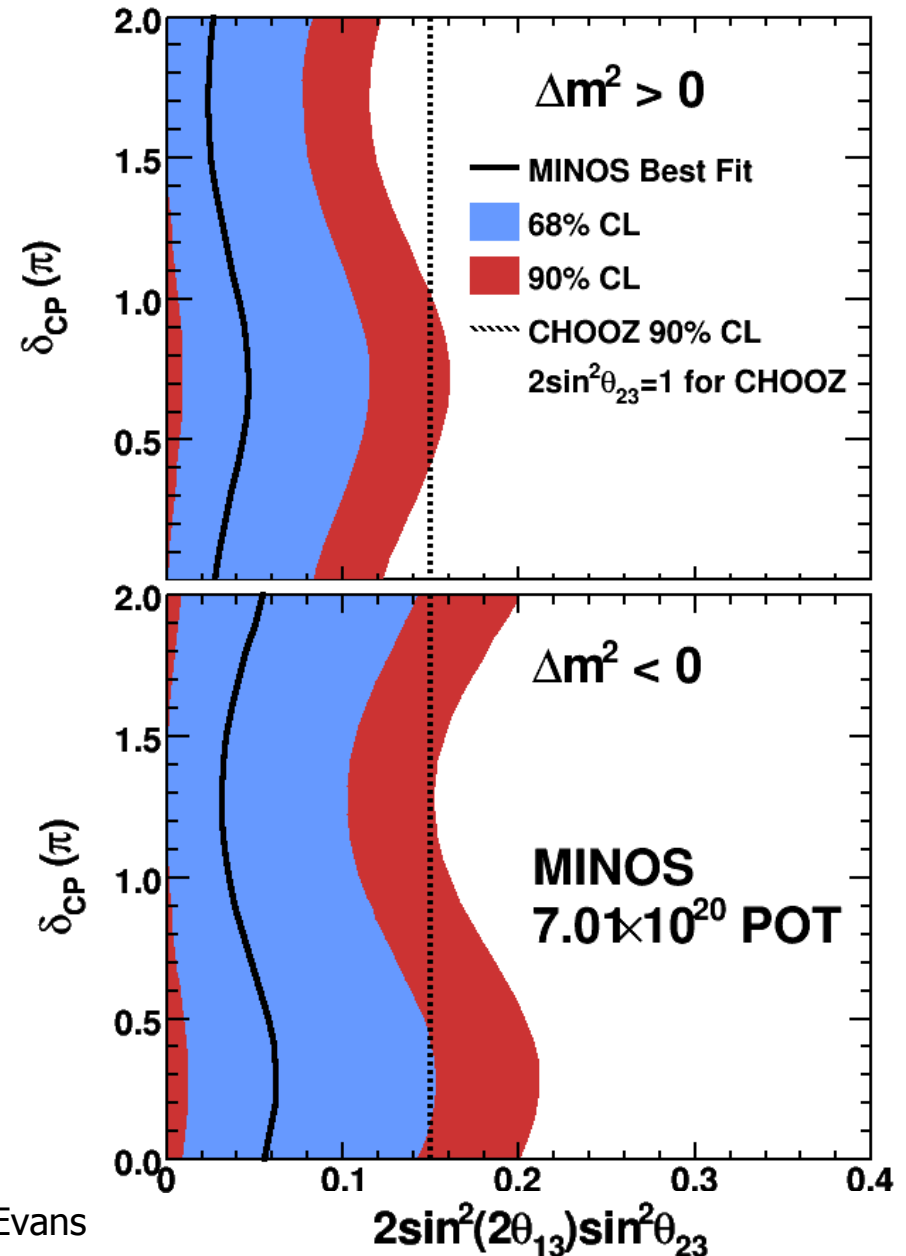 2.0
1.5
1.0
0.5
δCP (π)
Δm² > 0
MINOS Best Fit
68% CL
90% CL
CHOOZ 90% CL
2sin²θ₂₃=1 for CHOOZ
2.0
1.5
1.0
0.5
0.0
δCP (π)
Δm² < 0
MINOS
7.01×10²⁰ POT
0 0.1 0.2 0.3 0.4
2sin²(2θ₁₃)sin²θ₂₃
Evans